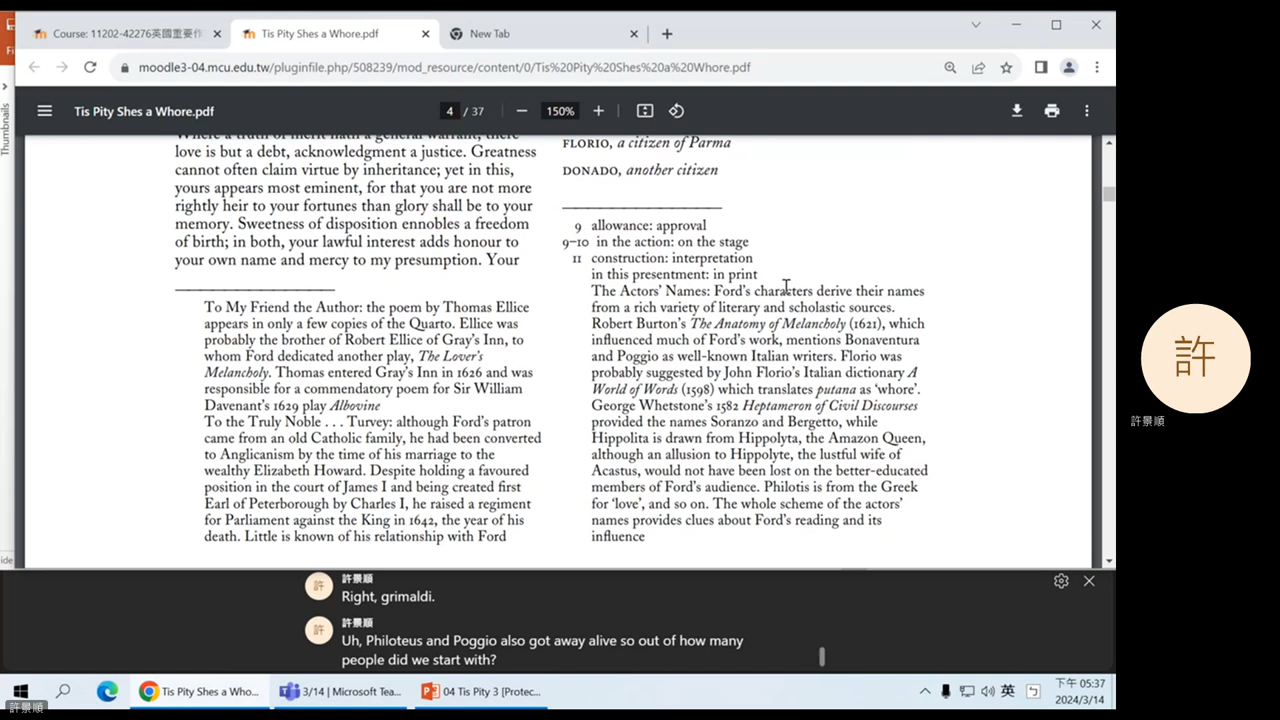 Course: 11202-42276英國重要作
Tis Pity Shes a Whore.pdf
New Tab
moodle3-04.mcu.edu.tw/pluginfile.php/508239/mod_resource/content/0/Tis%20Pity%20Shes%20a%20Whore.pdf
Thumbnails
Tis Pity Shes a Whore.pdf
4 / 37
150%
love is but a debt, acknowledgment a justice. Greatness
cannot often claim virtue by inheritance; yet in this,
yours appears most eminent, for that you are not more
rightly heir to your fortunes than glory shall be to your
memory. Sweetness of disposition ennobles a freedom
of birth; in both, your lawful interest adds honour to
your own name and mercy to my presumption. Your
To My Friend the Author: the poem by Thomas Ellice
appears in only a few copies of the Quarto. Ellice was
probably the brother of Robert Ellice of Gray's Inn, to
whom Ford dedicated another play, The Lover's
Melancholy. Thomas entered Gray's Inn in 1626 and was
responsible for a commendatory poem for Sir William
Davenant's 1629 play Albovine
To the Truly Noble . . . Turvey: although Ford's patron
came from an old Catholic family, he had been converted
to Anglicanism by the time of his marriage to the
wealthy Elizabeth Howard. Despite holding a favoured
position in the court of James I and being created first
Earl of Peterborough by Charles I, he raised a regiment
for Parliament against the King in 1642, the year of his
death. Little is known of his relationship with Ford
FLORIO, a citizen of Parma
DONADO, another citizen
9 allowance: approval
9–10 in the action: on the stage
11 construction: interpretation
in this presentment: in print
The Actors' Names: Ford's characters derive their names
from a rich variety of literary and scholastic sources.
Robert Burton's The Anatomy of Melancholy (1621), which
influenced much of Ford's work, mentions Bonaventura
and Poggio as well-known Italian writers. Florio was
probably suggested by John Florio's Italian dictionary A
World of Words (1598) which translates putana as 'whore'.
George Whetstone's 1582 Heptameron of Civil Discourses
provided the names Soranzo and Bergetto, while
Hippolita is drawn from Hippolyta, the Amazon Queen,
although an allusion to Hippolyte, the lustful wife of
Acastus, would not have been lost on the better-educated
members of Ford's audience. Philotis is from the Greek
for 'love', and so on. The whole scheme of the actors'
names provides clues about Ford's reading and its
influence
許
許景順
許
許景順
Right, grimaldi.
許
許景順
Uh, Philoteus and Poggio also got away alive so out of how many
people did we start with?
Tis Pity Shes a Who...
3/14 | Microsoft Tea...
04 Tis Pity 3 [Protec...
英
下午 05:37
2024/3/14
許景順